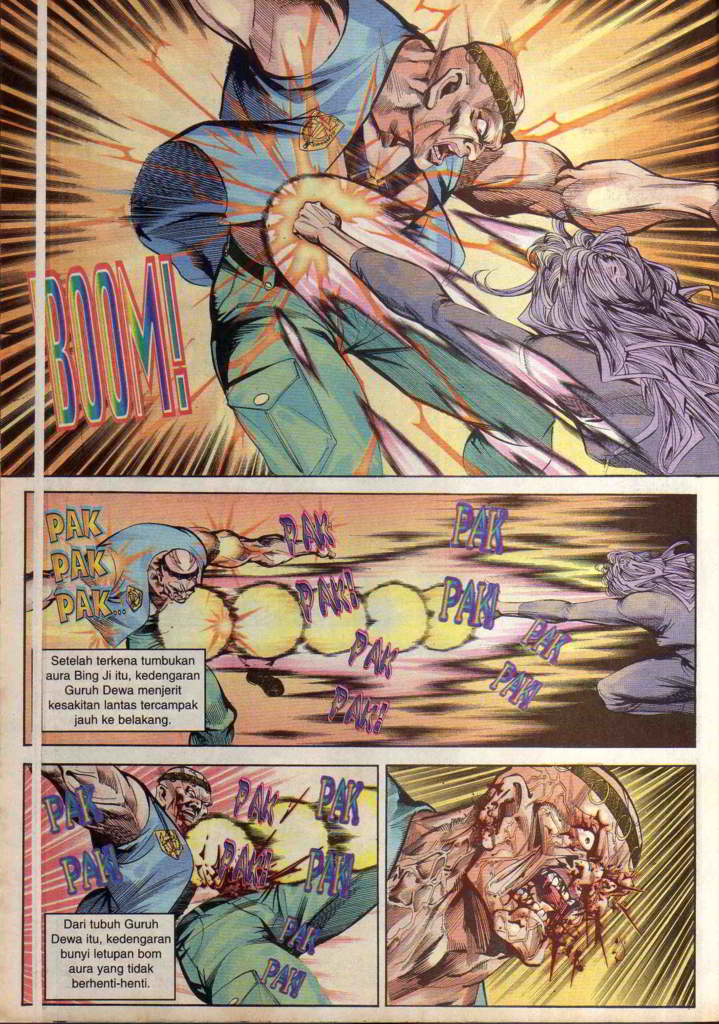 BOOM!
PAK
PAK
PAK...
PAK
PAK
PAK!
PAK!
PAK
PAK
PAK!
PAK!
Setelah terkena tumbukan
aura Bing Ji itu, kedengaran
Guruh Dewa menjerit
kesakitan lantas tercampak
jauh ke belakang.
PAK
PAK
PAK
PAK!
PAK!
PAK!
PAK
PAK
Dari tubuh Guruh
Dewa itu, kedengaran
bunyi letupan bom
aura yang tidak
berhenti-henti.